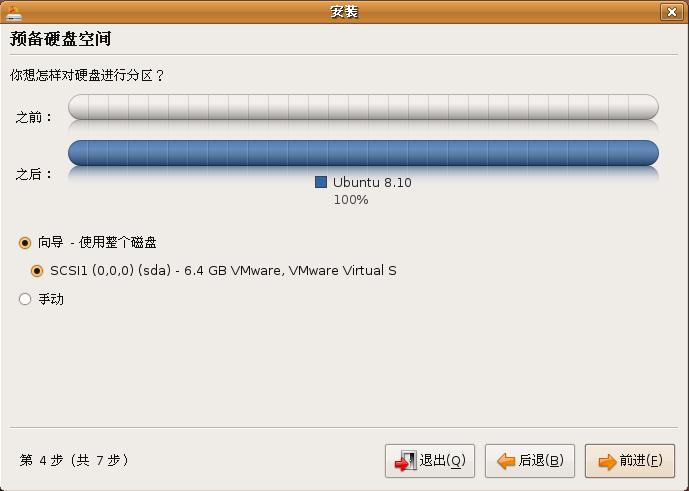 安装
预备硬盘空间
你想怎样对硬盘进行分区？
之前：
之后：
Ubuntu 8.10
100%
向导 - 使用整个磁盘
SCSI1 (0,0,0) (sda) - 6.4 GB VMware, VMware Virtual S
手动
第 4 步（共 7 步）
退出(Q)
后退(B)
前进(F)